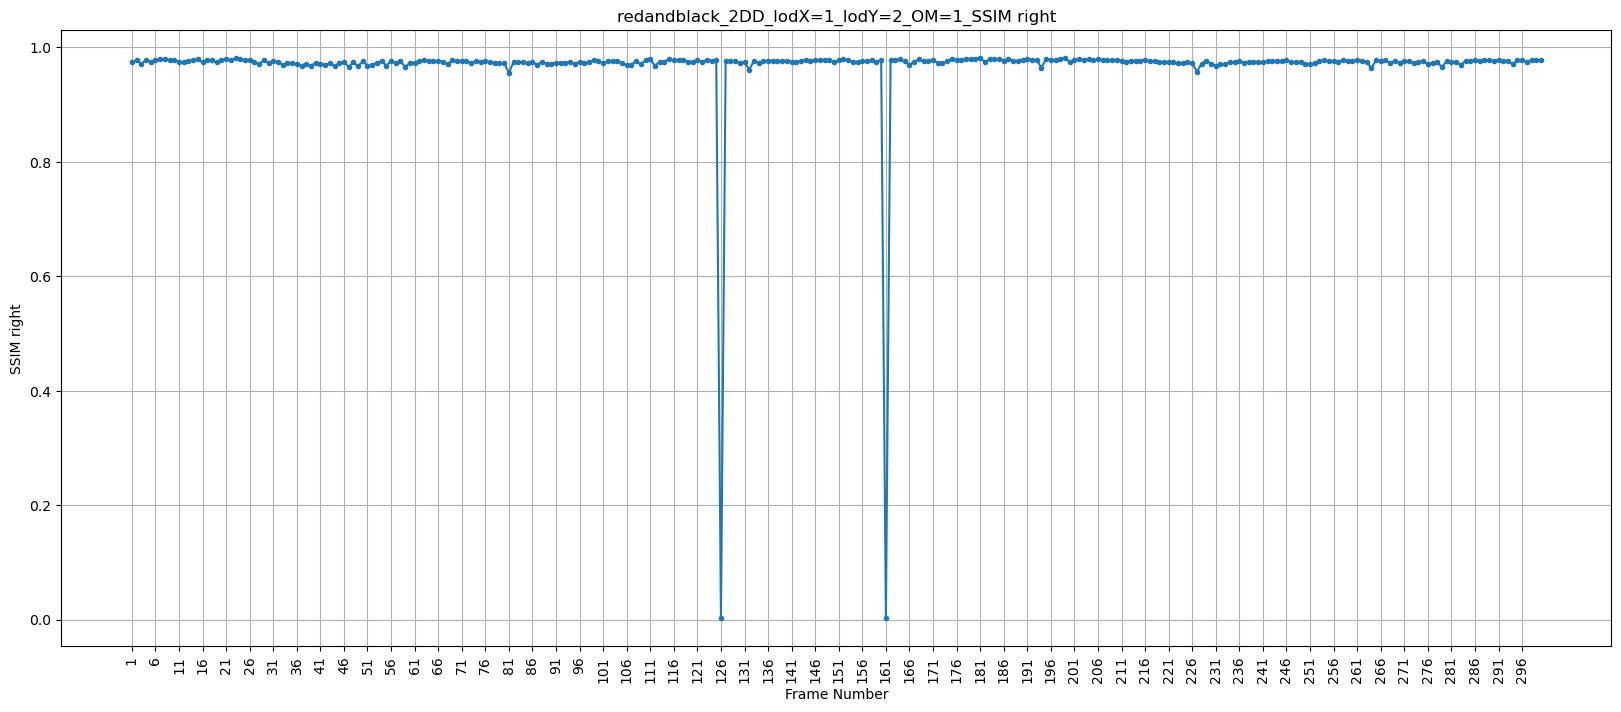 redandblack_2DD_lodX=1_lodY=2_OM=1_SSIM right
1.0
0.8
0.6
0.4
0.2
0.0
SSIM right
1 6 11 16 21 26 31 36 41 46 51 56 61 66 71 76 81 86 91 96 101 106 111 116 121 126 131 136 141 146 151 156 161 166 171 176 181 186 191 196 201 206 211 216 221 226 231 236 241 246 251 256 261 266 271 276 281 286 291 296
Frame Number